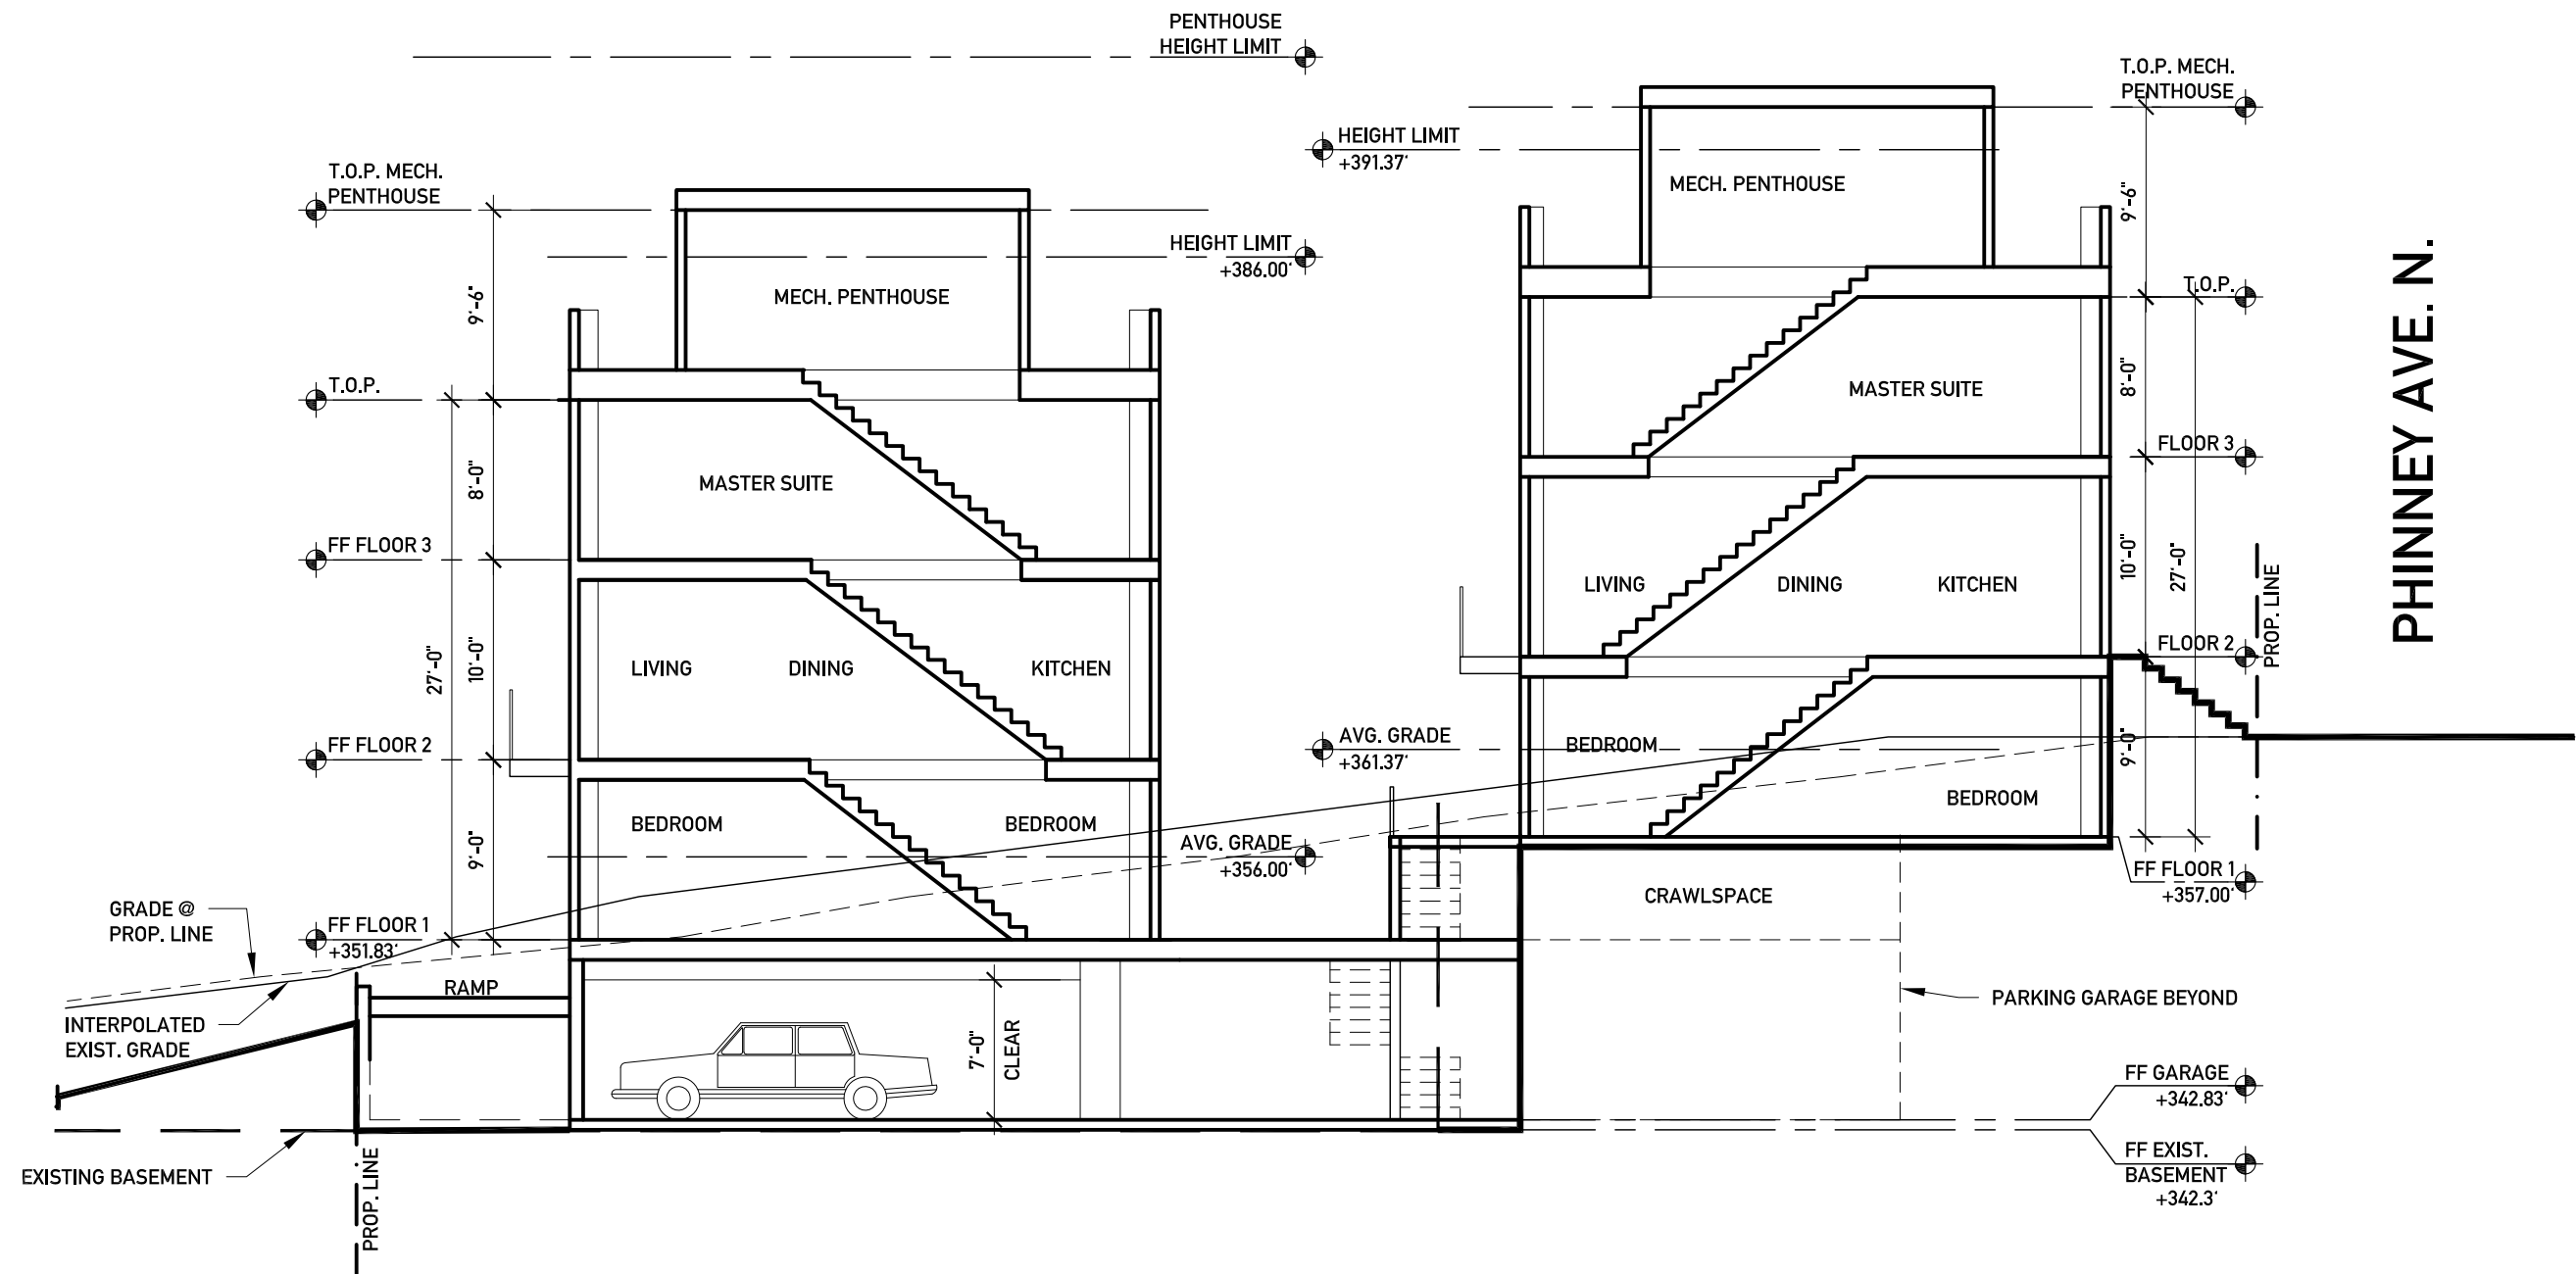 PENTHOUSE
HEIGHT LIMIT
T.O.P. MECH.
PENTHOUSE
HEIGHT LIMIT
+391.37'
T.O.P. MECH.
PENTHOUSE
MECH. PENTHOUSE
9'-6"
HEIGHT LIMIT
+386.00'
MECH. PENTHOUSE
9'-6"
T.O.P.
T.O.P.
8'-0"
MASTER SUITE
PHINNEY AVE. N.
FLOOR 3
8'-0"
MASTER SUITE
FF FLOOR 3
10'-0"
27'-0"
LIVING
DINING
KITCHEN
PROP. LINE
FLOOR 2
27'-0"
10'-0"
LIVING
DINING
KITCHEN
FF FLOOR 2
AVG. GRADE
+361.37'
BEDROOM
9'-0"
BEDROOM
9'-0"
BEDROOM
BEDROOM
AVG. GRADE
+356.00'
FF FLOOR 1
+357.00'
CRAWLSPACE
GRADE @
PROP. LINE
FF FLOOR 1
+351.83'
RAMP
PARKING GARAGE BEYOND
INTERPOLATED
EXIST. GRADE
7'-0"
CLEAR
FF GARAGE
+342.83'
FF EXIST.
BASEMENT
+342.3'
EXISTING BASEMENT
PROP. LINE